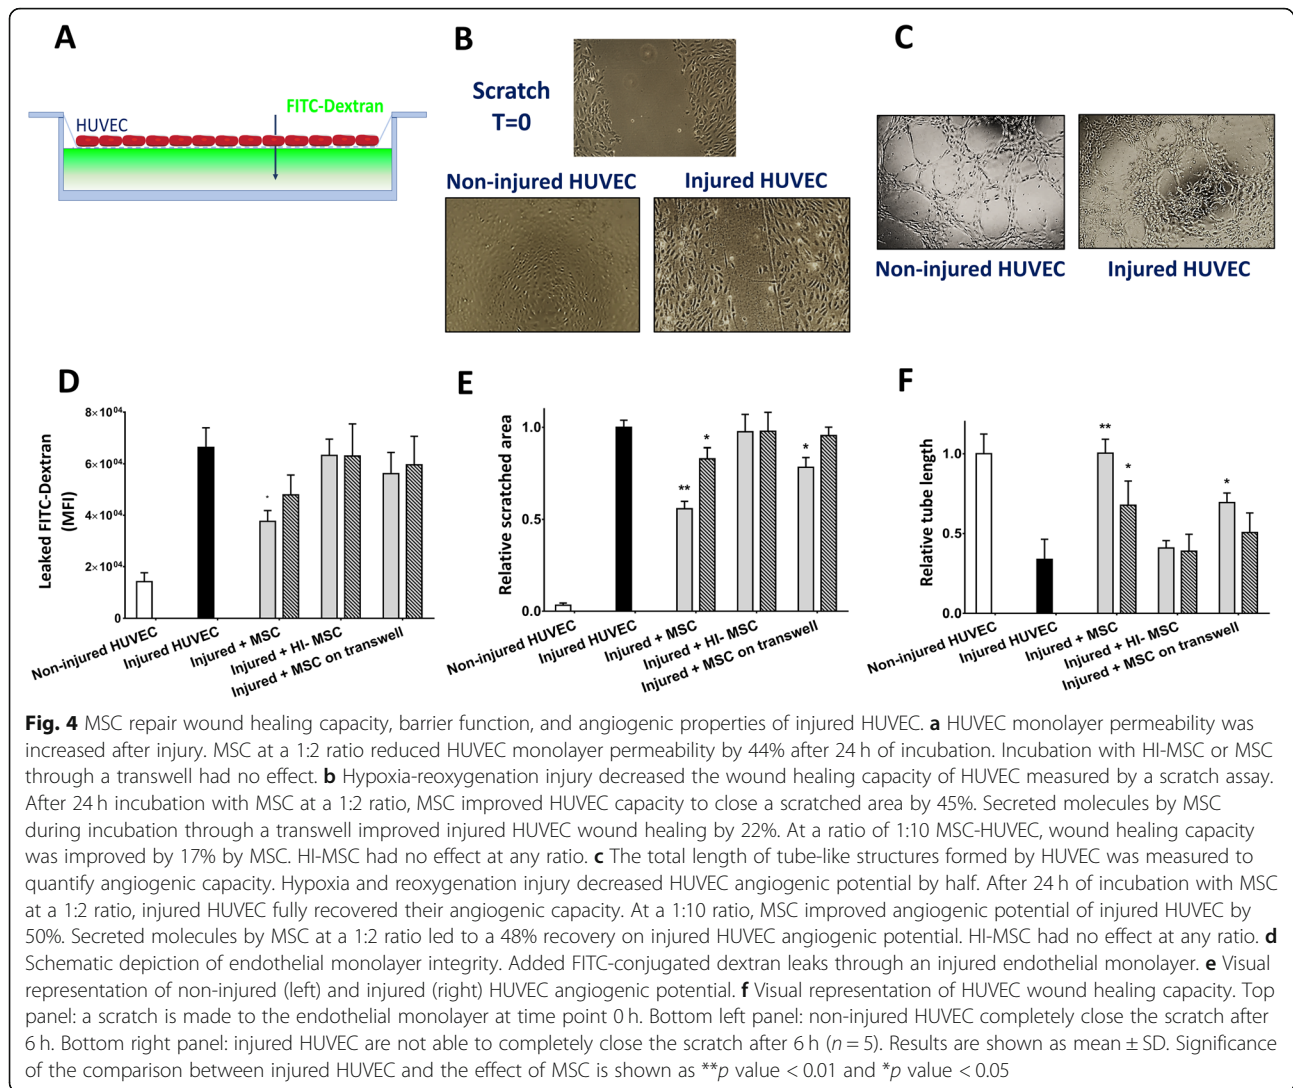 A
HUVEC
FITC-Dextran
B
Scratch
T=0
Non-injured HUVEC
Injured HUVEC
C
Non-injured HUVEC
Injured HUVEC
D
Leaked FITC-Dextran
(MFI)
8×10⁰⁴
6×10⁰⁴
4×10⁰⁴
2×10⁰⁴
0
*
Non-injured HUVEC
Injured HUVEC
Injured + MSC
Injured + HI- MSC
Injured + MSC on transwell
E
Relative scratched area
1.0
0.5
0.0
**
*
*
Non-injured HUVEC
Injured HUVEC
Injured + MSC
Injured + HI- MSC
Injured + MSC on transwell
F
Relative tube length
1.0
0.5
0.0
**
*
*
Non-injured HUVEC
Injured HUVEC
Injured + MSC
Injured + HI- MSC
Injured + MSC on transwell
Fig. 4 MSC repair wound healing capacity, barrier function, and angiogenic properties of injured HUVEC. a HUVEC monolayer permeability was
increased after injury. MSC at a 1:2 ratio reduced HUVEC monolayer permeability by 44% after 24 h of incubation. Incubation with HI-MSC or MSC
through a transwell had no effect. b Hypoxia-reoxygenation injury decreased the wound healing capacity of HUVEC measured by a scratch assay.
After 24 h incubation with MSC at a 1:2 ratio, MSC improved HUVEC capacity to close a scratched area by 45%. Secreted molecules by MSC
during incubation through a transwell improved injured HUVEC wound healing by 22%. At a ratio of 1:10 MSC-HUVEC, wound healing capacity
was improved by 17% by MSC. HI-MSC had no effect at any ratio. c The total length of tube-like structures formed by HUVEC was measured to
quantify angiogenic capacity. Hypoxia and reoxygenation injury decreased HUVEC angiogenic potential by half. After 24 h of incubation with MSC
at a 1:2 ratio, injured HUVEC fully recovered their angiogenic capacity. At a 1:10 ratio, MSC improved angiogenic potential of injured HUVEC by
50%. Secreted molecules by MSC at a 1:2 ratio led to a 48% recovery on injured HUVEC angiogenic potential. HI-MSC had no effect at any ratio. d
Schematic depiction of endothelial monolayer integrity. Added FITC-conjugated dextran leaks through an injured endothelial monolayer. e Visual
representation of non-injured (left) and injured (right) HUVEC angiogenic potential. f Visual representation of HUVEC wound healing capacity. Top
panel: a scratch is made to the endothelial monolayer at time point 0 h. Bottom left panel: non-injured HUVEC completely close the scratch after
6 h. Bottom right panel: injured HUVEC are not able to completely close the scratch after 6 h (n = 5). Results are shown as mean ± SD. Significance
of the comparison between injured HUVEC and the effect of MSC is shown as **p value < 0.01 and *p value < 0.05